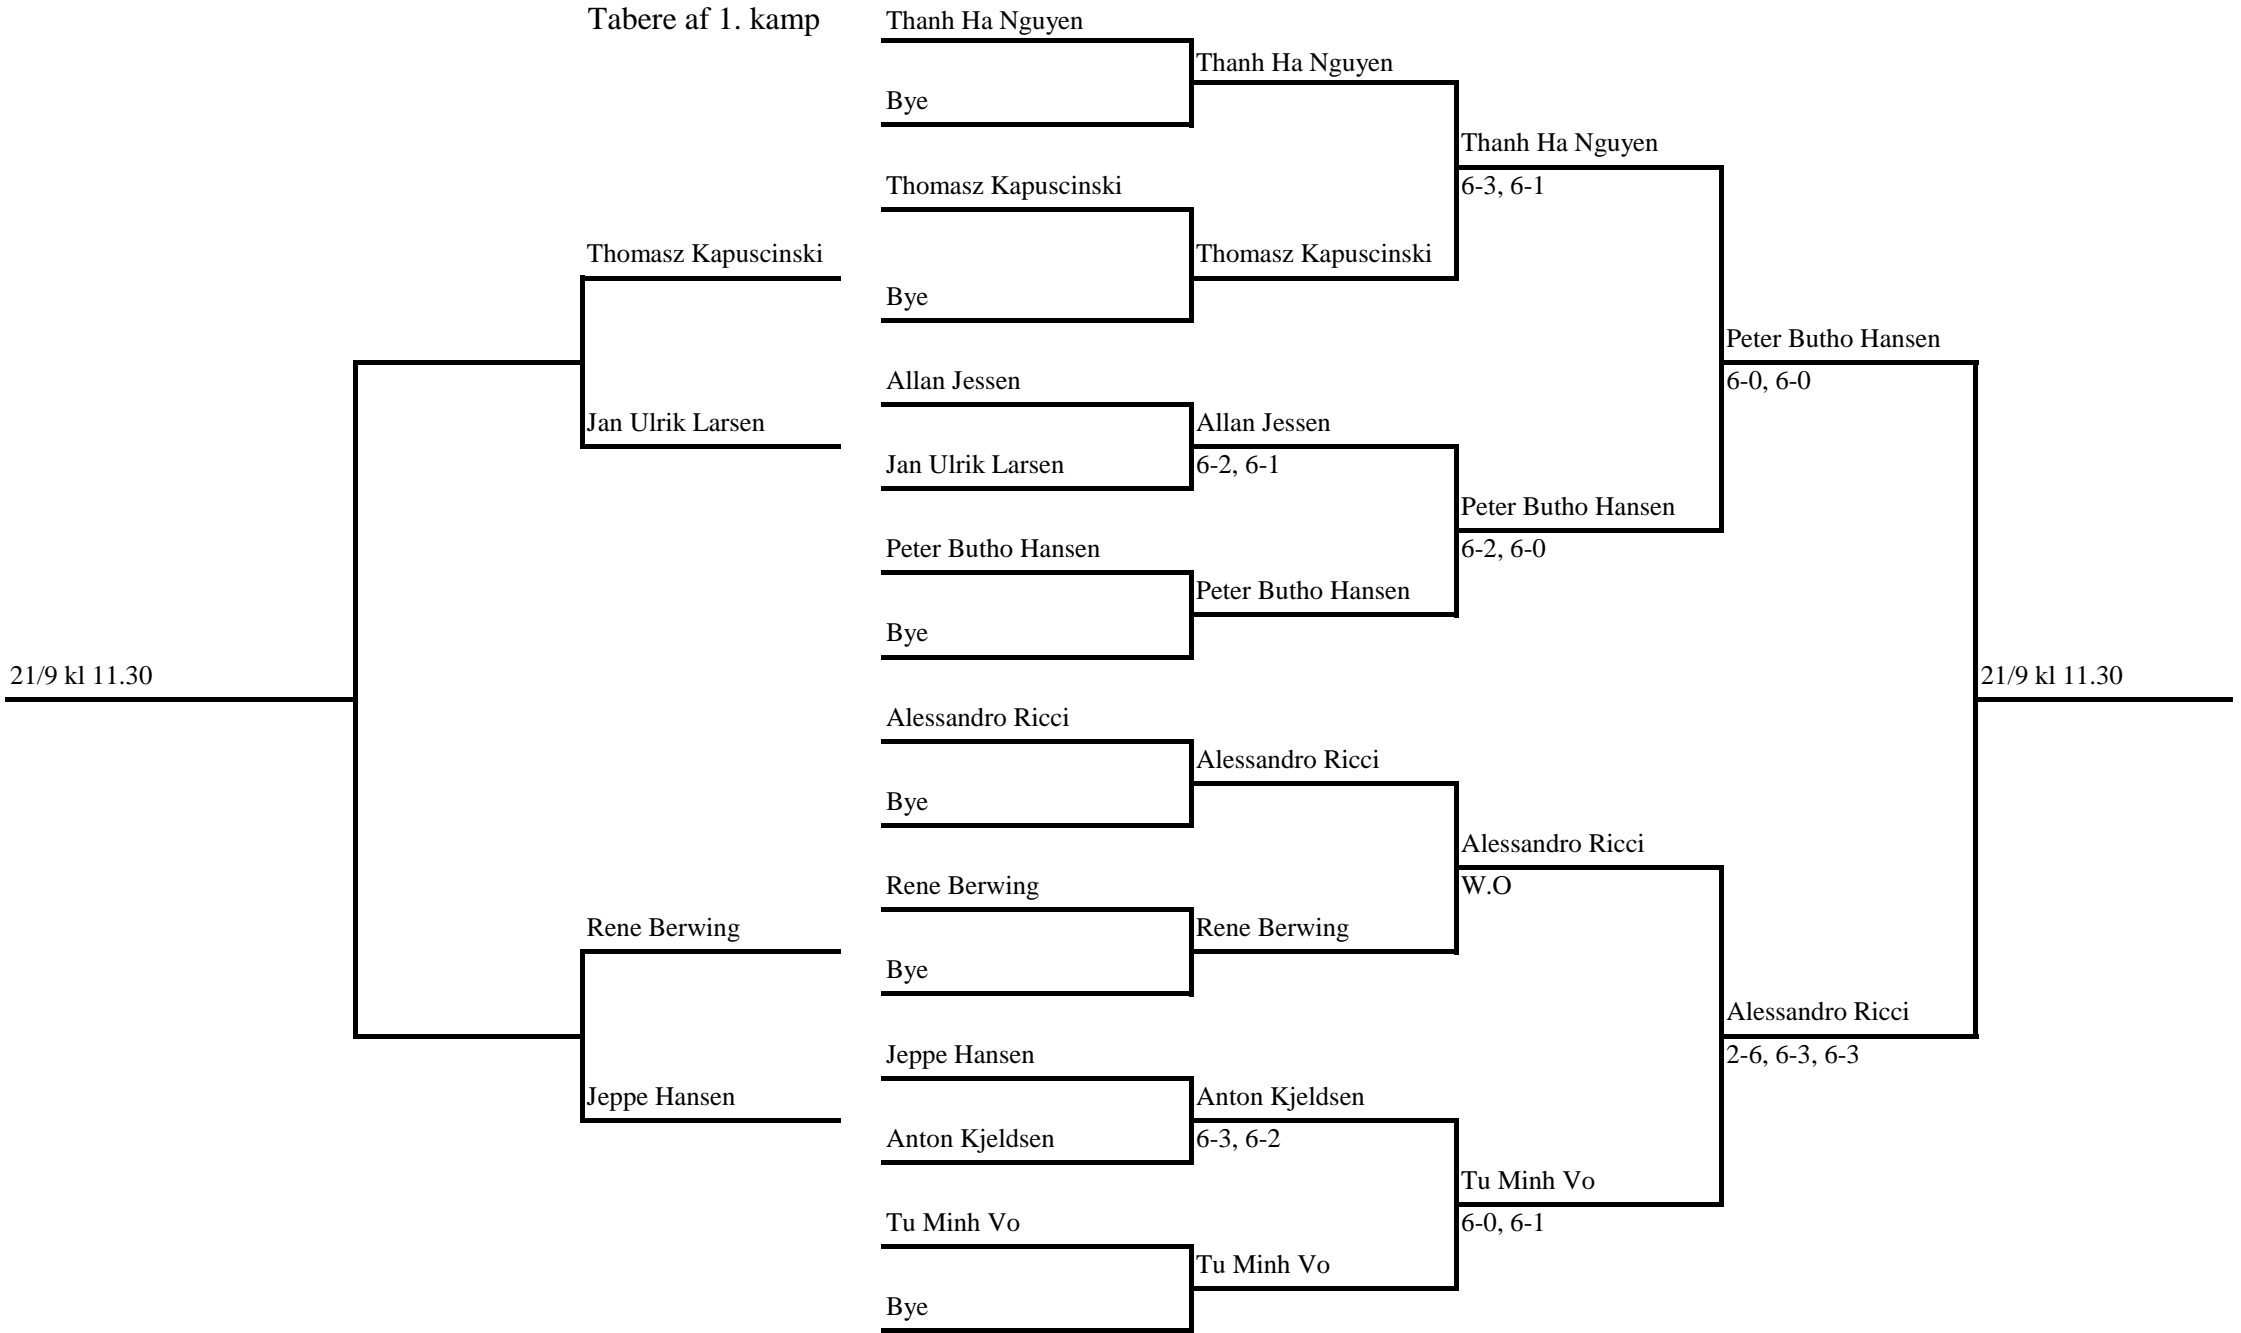 Tabere af 1. kamp
Thanh Ha Nguyen
Thanh Ha Nguyen
Bye
Thanh Ha Nguyen
Thomasz Kapuscinski
6-3, 6-1
Thomasz Kapuscinski
Thomasz Kapuscinski
Bye
Peter Butho Hansen
Allan Jessen
6-0, 6-0
Jan Ulrik Larsen
Allan Jessen
Jan Ulrik Larsen
6-2, 6-1
Peter Butho Hansen
Peter Butho Hansen
6-2, 6-0
Peter Butho Hansen
Bye
21/9 kl 11.30
21/9 kl 11.30
Alessandro Ricci
Alessandro Ricci
Bye
Alessandro Ricci
Rene Berwing
W.O
Rene Berwing
Rene Berwing
Bye
Alessandro Ricci
Jeppe Hansen
2-6, 6-3, 6-3
Jeppe Hansen
Anton Kjeldsen
Anton Kjeldsen
6-3, 6-2
Tu Minh Vo
Tu Minh Vo
6-0, 6-1
Tu Minh Vo
Bye